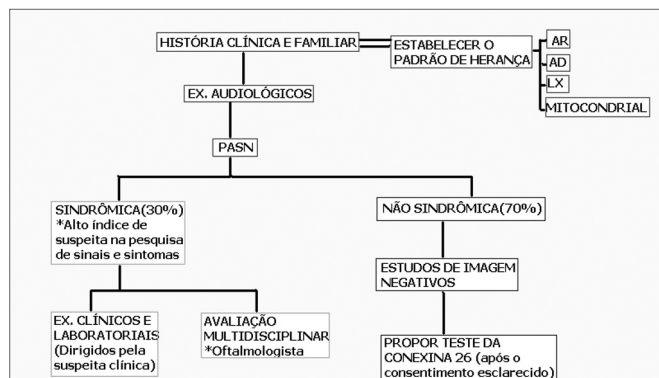 HISTÓRIA CLÍNICA E FAMILIAR
ESTABELECER O
PADRÃO DE HERANÇA
AR
AD
LX
MITOCONDRIAL
EX. AUDIOLÓGICOS
PASN
SINDRÔMICA(30%)
*Alto índice de
suspeita na pesquisa
de sinais e sintomas
NÃO SINDRÔMICA(70%)
ESTUDOS DE IMAGEM
NEGATIVOS
EX. CLÍNICOS E
LABORATORIAIS
(Dirigidos pela
suspeita clínica)
AVALIAÇÃO
MULTIDISCIPLINAR
*Oftalmologista
PROPOR TESTE DA
CONEXINA 26 (após o
consentimento esclarecido)